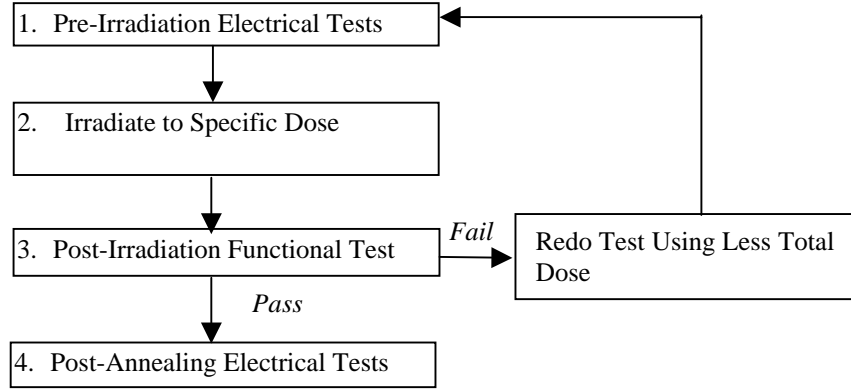 1. Pre-Irradiation Electrical Tests
2. Irradiate to Specific Dose
3. Post-Irradiation Functional Test
Fail
Redo Test Using Less Total
Dose
Pass
4. Post-Annealing Electrical Tests